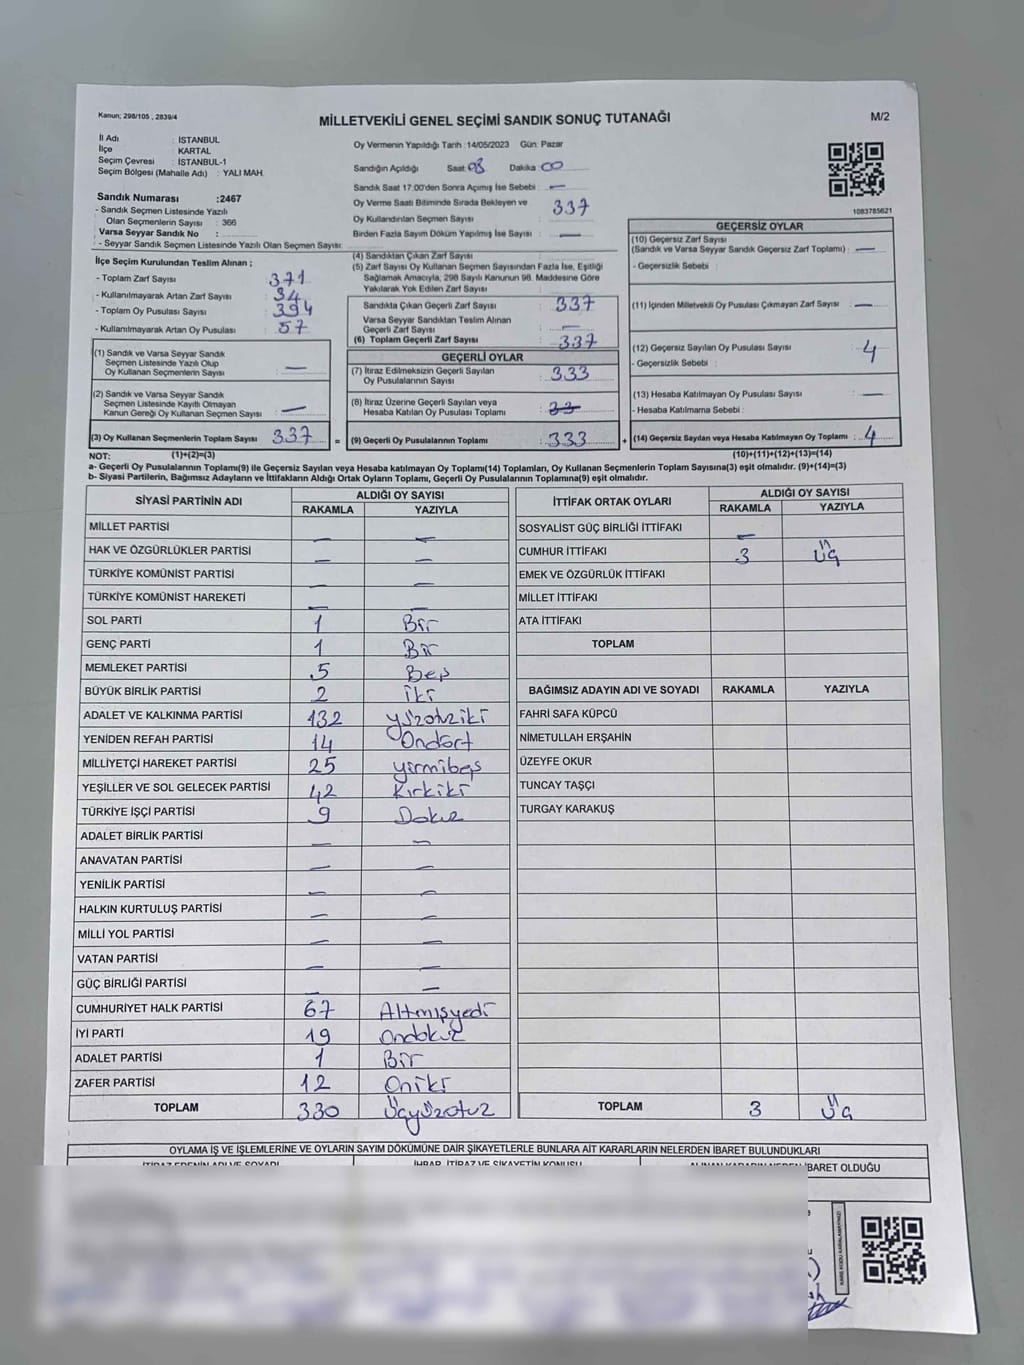 Kanun; 298/105 , 2839/4
MİLLETVEKİLİ GENEL SEÇİMİ SANDIK SONUÇ TUTANAĞI
M/2
İl Adı : İSTANBUL
İlçe : KARTAL
Seçim Çevresi : İSTANBUL-1
Seçim Bölgesi (Mahalle Adı) : YALI MAH.
Oy Vermenin Yapıldığı Tarih :14/05/2023 Gün: Pazar
Sandığın Açıldığı Saat 08 Dakika 00
Sandık Saat 17:00'den Sonra Açımış İse Sebebi : —
Oy Verme Saati Bitiminde Sırada Bekleyen ve
Oy Kullandırılan Seçmen Sayısı : 337
Birden Fazla Sayım Döküm Yapılmış İse Sayısı : —
Sandık Numarası :2467
- Sandık Seçmen Listesinde Yazılı
Olan Seçmenlerin Sayısı : 366
Varsa Seyyar Sandık No :
- Seyyar Sandık Seçmen Listesinde Yazılı Olan Seçmen Sayısı:
İlçe Seçim Kurulundan Teslim Alınan ;
- Toplam Zarf Sayısı : 371
- Kullanılmayarak Artan Zarf Sayısı : 34
- Toplam Oy Pusulası Sayısı : 394
- Kullanılmayarak Artan Oy Pusulası : 57
(1) Sandık ve Varsa Seyyar Sandık
Seçmen Listesinde Yazılı Olup
Oy Kullanan Seçmenlerin Sayısı : —
(2) Sandık ve Varsa Seyyar Sandık
Seçmen Listesinde Kayıtlı Olmayan
Kanun Gereği Oy Kullanan Seçmen Sayısı : —
(3) Oy Kullanan Seçmenlerin Toplam Sayısı : 337
(4) Sandıktan Çıkan Zarf Sayısı :
(5) Zarf Sayısı Oy Kullanan Seçmen Sayısından Fazla İse, Eşitliği
Sağlamak Amacıyla, 298 Sayılı Kanunun 98. Maddesine Göre
Yakılarak Yok Edilen Zarf Sayısı :
Sandıkta Çıkan Geçerli Zarf Sayısı : 337
Varsa Seyyar Sandıktan Teslim Alınan
Geçerli Zarf Sayısı : —
(6) Toplam Geçerli Zarf Sayısı : 337
GEÇERLİ OYLAR
(7) İtiraz Edilmeksizin Geçerli Sayılan
Oy Pusulalarının Sayısı : 333
(8) İtiraz Üzerine Geçerli Sayılan veya
Hesaba Katılan Oy Pusulası Toplamı :
= (9) Geçerli Oy Pusulalarının Toplamı : 333
1083785621
GEÇERSİZ OYLAR
(10) Geçersiz Zarf Sayısı
(Sandık ve Varsa Seyyar Sandık Geçersiz Zarf Toplamı) : —
- Geçersizlik Sebebi :
(11) İçinden Milletvekili Oy Pusulası Çıkmayan Zarf Sayısı : —
(12) Geçersiz Sayılan Oy Pusulası Sayısı : 4
- Geçersizlik Sebebi :
(13) Hesaba Katılmayan Oy Pusulası Sayısı : —
- Hesaba Katılmama Sebebi :
+ (14) Geçersiz Sayılan veya Hesaba Katılmayan Oy Toplamı : 4
NOT: (1)+(2)=(3)
(10)+(11)+(12)+(13)=(14)
a- Geçerli Oy Pusulalarının Toplamı(9) ile Geçersiz Sayılan veya Hesaba katılmayan Oy Toplamı(14) Toplamları, Oy Kullanan Seçmenlerin Toplam Sayısına(3) eşit olmalıdır. (9)+(14)=(3)
b- Siyasi Partilerin, Bağımsız Adayların ve İttifakların Aldığı Ortak Oyların Toplamı, Geçerli Oy Pusulalarının Toplamına(9) eşit olmalıdır.
SİYASİ PARTİNİN ADI ALDIĞI OY SAYISI
RAKAMLA YAZIYLA
MİLLET PARTİSİ — —
HAK VE ÖZGÜRLÜKLER PARTİSİ — —
TÜRKİYE KOMÜNİST PARTİSİ — —
TÜRKİYE KOMÜNİST HAREKETİ — —
SOL PARTİ 1 Bir
GENÇ PARTİ 1 Bir
MEMLEKET PARTİSİ 5 Beş
BÜYÜK BİRLİK PARTİSİ 2 iki
ADALET VE KALKINMA PARTİSİ 132 yüzotziki
YENİDEN REFAH PARTİSİ 14 Ondört
MİLLİYETÇİ HAREKET PARTİSİ 25 yirmibeş
YEŞİLLER VE SOL GELECEK PARTİSİ 42 Kırkiki
TÜRKİYE İŞÇİ PARTİSİ 9 Dokuz
ADALET BİRLİK PARTİSİ — —
ANAVATAN PARTİSİ — —
YENİLİK PARTİSİ — —
HALKIN KURTULUŞ PARTİSİ — —
MİLLİ YOL PARTİSİ — —
VATAN PARTİSİ — —
GÜÇ BİRLİĞİ PARTİSİ — —
CUMHURİYET HALK PARTİSİ 67 Altmışyedi
İYİ PARTİ 19 Ondokuz
ADALET PARTİSİ 1 Bir
ZAFER PARTİSİ 12 Oniki
TOPLAM 330 Üçyüzotuz
İTTİFAK ORTAK OYLARI ALDIĞI OY SAYISI
RAKAMLA YAZIYLA
SOSYALİST GÜÇ BİRLİĞİ İTTİFAKI —
CUMHUR İTTİFAKI 3 Üç
EMEK VE ÖZGÜRLÜK İTTİFAKI
MİLLET İTTİFAKI
ATA İTTİFAKI
TOPLAM
BAĞIMSIZ ADAYIN ADI VE SOYADI RAKAMLA YAZIYLA
FAHRİ SAFA KÜPCÜ
NİMETULLAH ERŞAHİN
ÜZEYFE OKUR
TUNCAY TAŞÇI
TURGAY KARAKUŞ
TOPLAM 3 Üç
OYLAMA İŞ VE İŞLEMLERİNE VE OYLARIN SAYIM DÖKÜMÜNE DAİR ŞİKAYETLERLE BUNLARA AİT KARARLARIN NELERDEN İBARET BULUNDUKLARI
İTİRAZ EDENİN ADI VE SOYADI İHBAR, İTİRAZ VE ŞİKAYETİN KONUSU ALINAN KARARIN NEDEN İBARET OLDUĞU